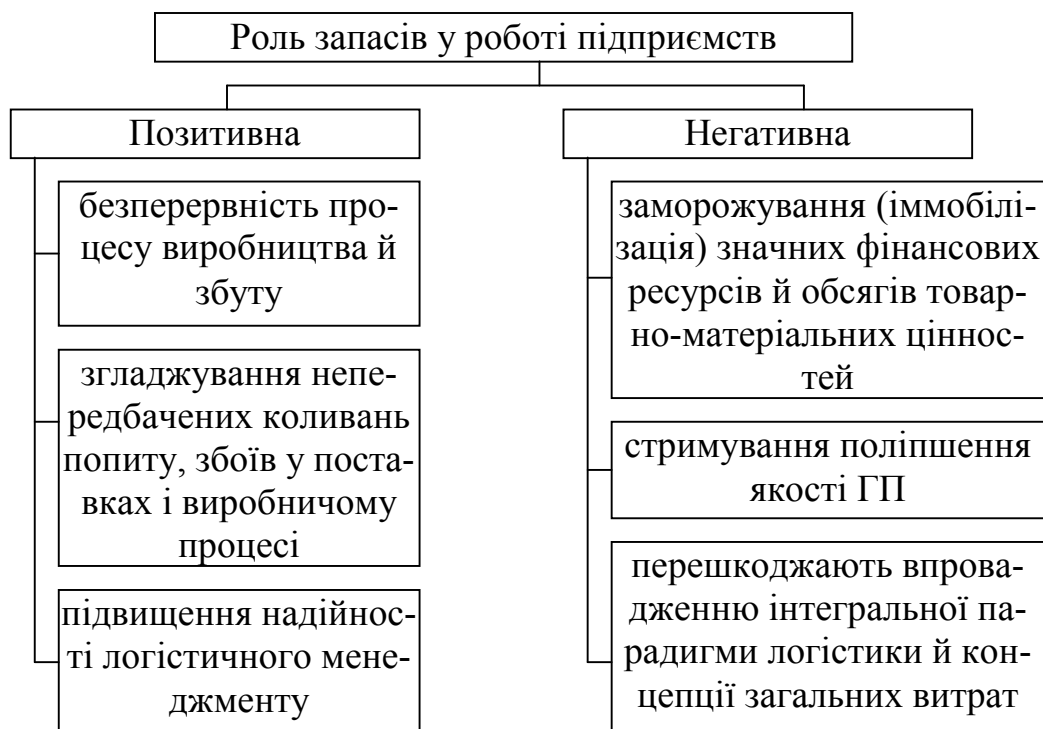 Роль запасів у роботі підприємств
Позитивна
безперервність про-
цесу виробництва й
збуту
згладжування непе-
редбачених коливань
попиту, збоїв у поста-
вках і виробничому
процесі
підвищення надійнос-
ті логістичного мене-
джменту
Негативна
заморожування (іммобілі-
зація) значних фінансових
ресурсів й обсягів товар-
но-матеріальних ціннос-
тей
стримування поліпшення
якості ГП
перешкоджають впрова-
дженню інтегральної па-
радигми логістики й кон-
цепції загальних витрат